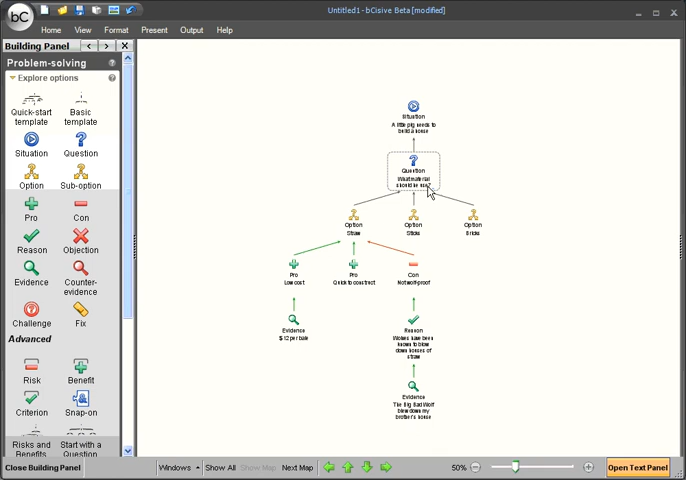 Untitled1 - bCisive Beta [modified]
bC
Home View Format Present Output Help
Building Panel
Problem-solving
Explore options
Quick-start template
Basic template
Situation
Question
Option
Sub-option
Pro
Con
Reason
Objection
Evidence
Counter-evidence
Challenge
Fix
Advanced
Risk
Benefit
Criterion
Snap-on
Risks and Benefits
Start with a Question
Situation
A little pig needs to
build a house
Question
What material
should he use?
Option
Straw
Option
Sticks
Option
Bricks
Pro
Low cost
Pro
Quick to construct
Con
Not wolf-proof
Evidence
$12 per bale
Reason
Wolves have been
known to blow
down houses of
straw
Evidence
The Big Bad Wolf
blew down my
brother's house
Close Building Panel
Windows
Show All
Show Map
Next Map
50%
Open Text Panel